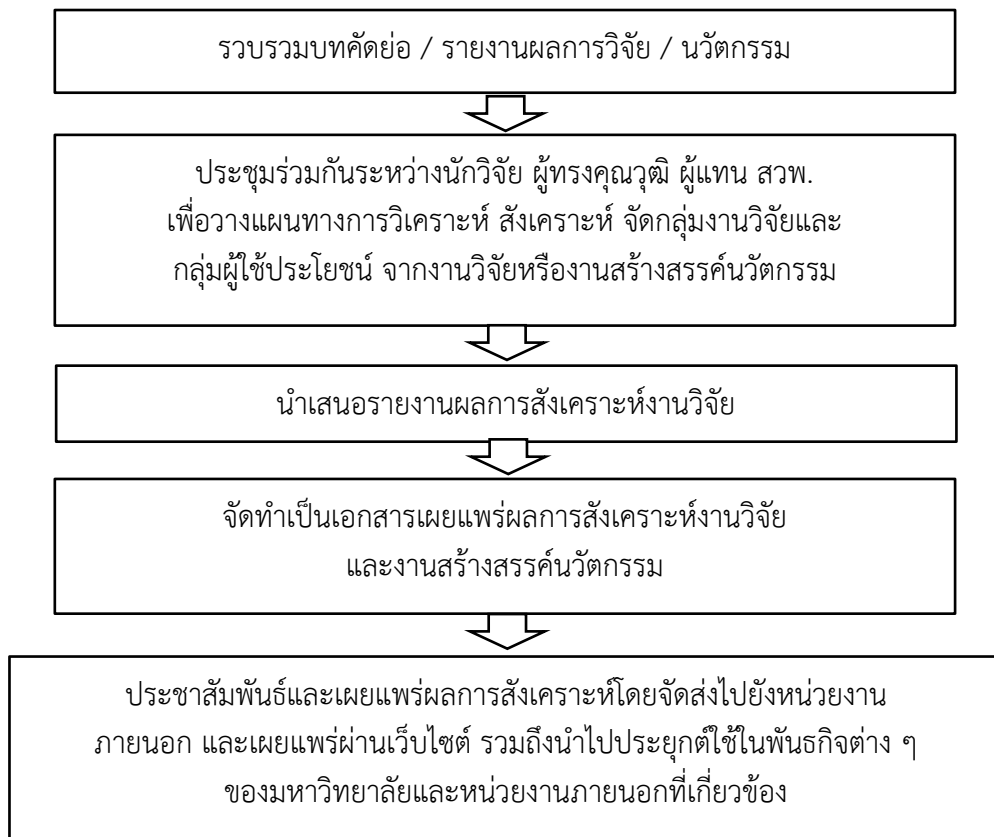 รวบรวมบทคัดย่อ / รายงานผลการวิจัย / นวัตกรรม
ประชุมร่วมกันระหว่างนักวิจัย ผู้ทรงคุณวุฒิ ผู้แทน สวพ.
เพื่อวางแผนทางการวิเคราะห์ สังเคราะห์ จัดกลุ่มงานวิจัยและ
กลุ่มผู้ใช้ประโยชน์ จากงานวิจัยหรืองานสร้างสรรค์นวัตกรรม
นำเสนอรายงานผลการสังเคราะห์งานวิจัย
จัดทำเป็นเอกสารเผยแพร่ผลการสังเคราะห์งานวิจัย
และงานสร้างสรรค์นวัตกรรม
ประชาสัมพันธ์และเผยแพร่ผลการสังเคราะห์โดยจัดส่งไปยังหน่วยงาน
ภายนอก และเผยแพร่ผ่านเว็บไซต์ รวมถึงนำไปประยุกต์ใช้ในพันธกิจต่าง ๆ
ของมหาวิทยาลัยและหน่วยงานภายนอกที่เกี่ยวข้อง